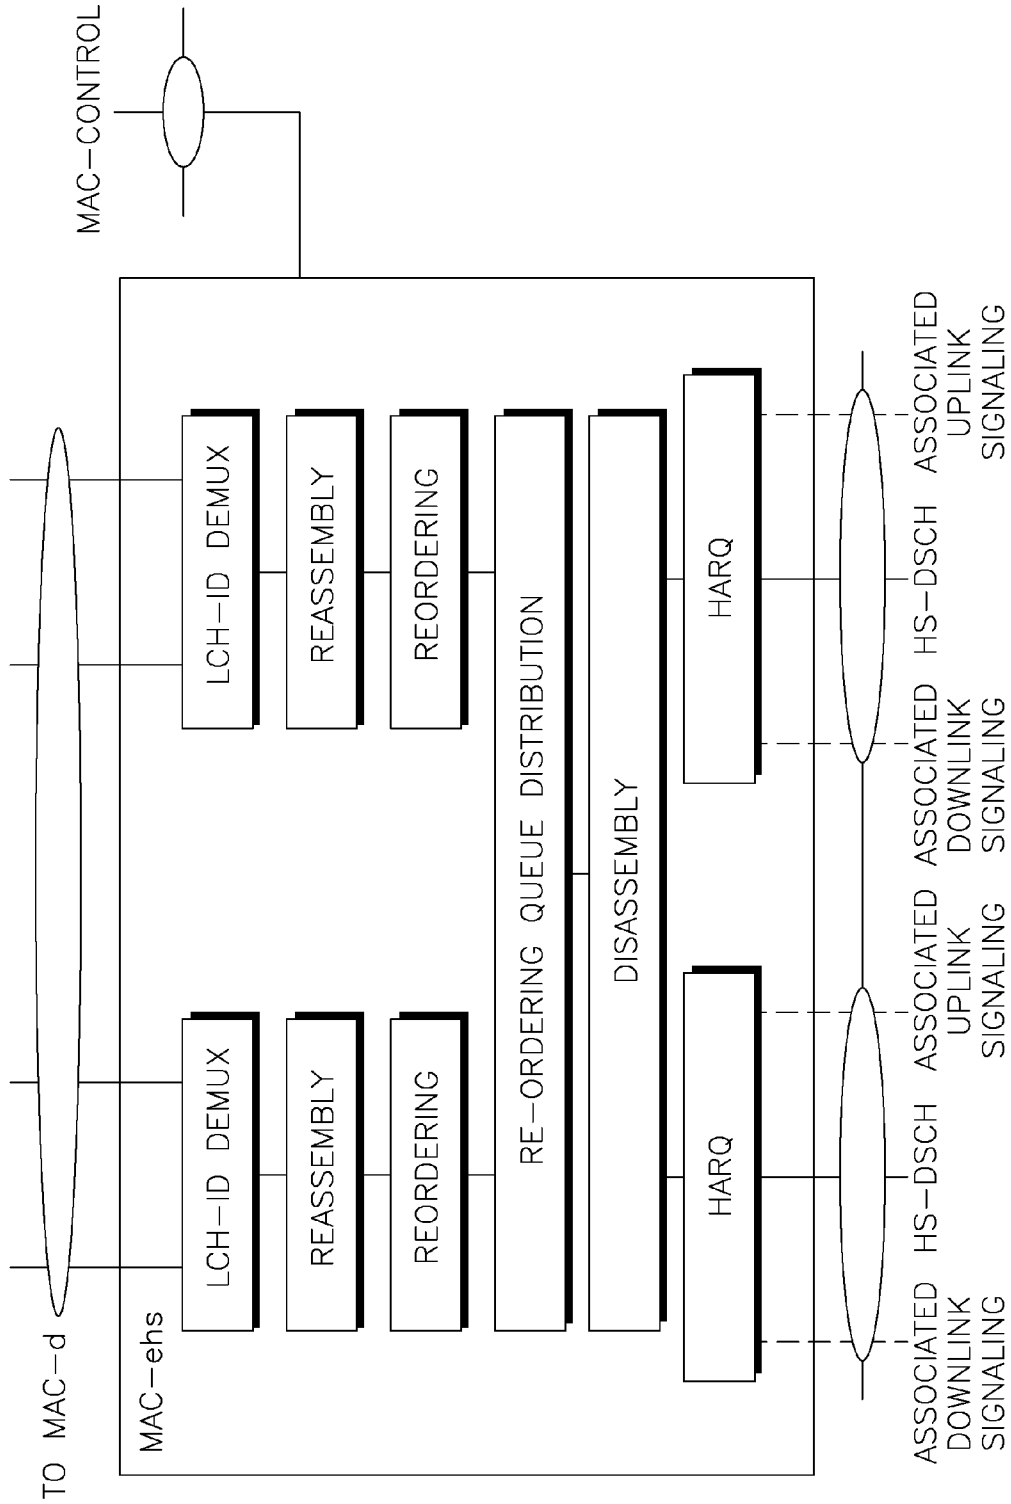 TO MAC-d
MAC-CONTROL
MAC-ehs
LCH-ID DEMUX
LCH-ID DEMUX
REASSEMBLY
REASSEMBLY
REORDERING
REORDERING
RE-ORDERING QUEUE DISTRIBUTION
DISASSEMBLY
HARQ
HARQ
ASSOCIATED
DOWNLINK
SIGNALING
HS-DSCH
ASSOCIATED
UPLINK
SIGNALING
ASSOCIATED
DOWNLINK
SIGNALING
HS-DSCH
ASSOCIATED
UPLINK
SIGNALING